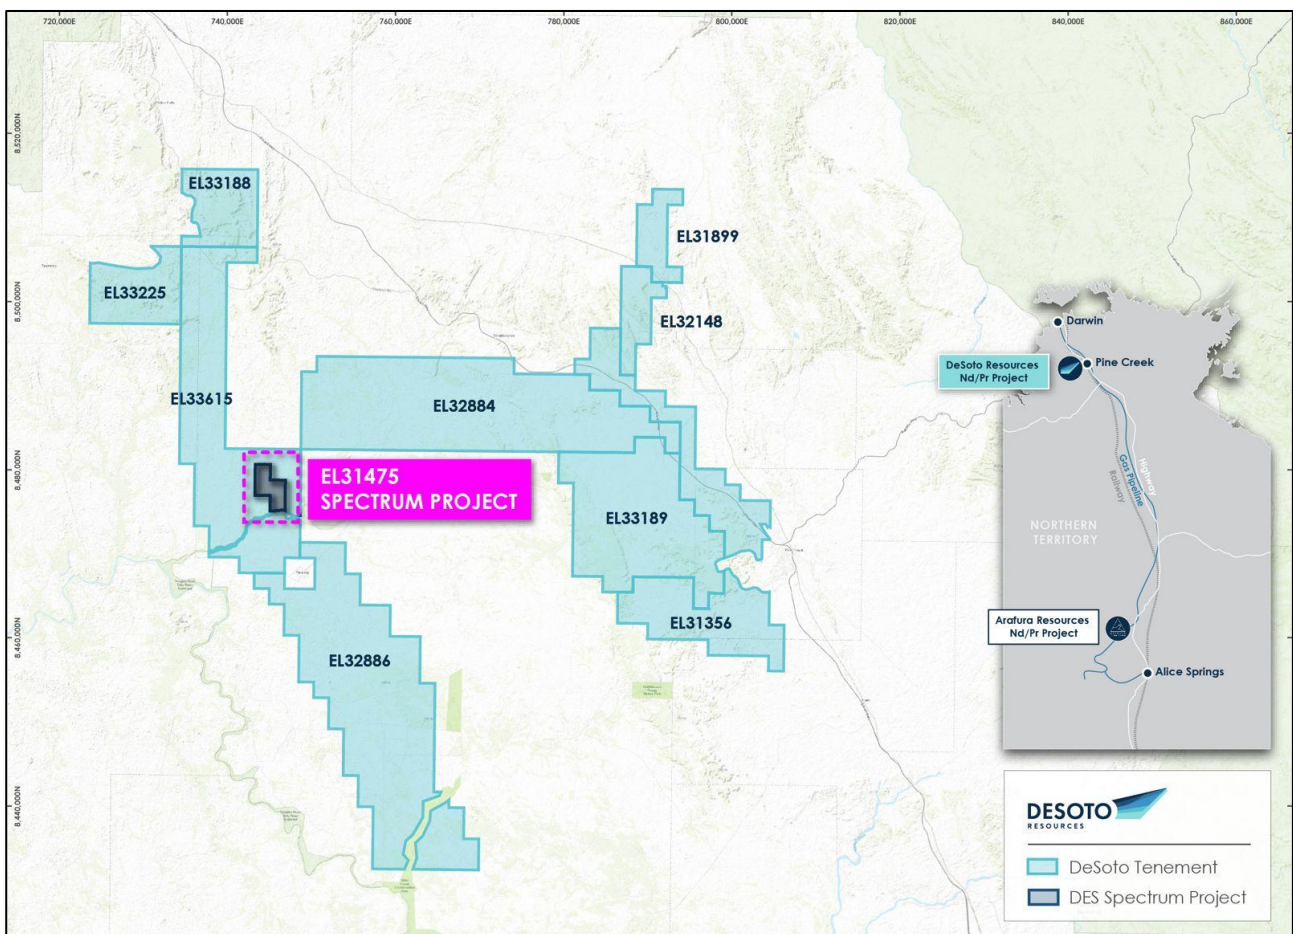 720,000E
740,000E
760,000E
780,000E
800,000E
820,000E
840,000E
860,000E
8,520,000N
8,500,000N
8,480,000N
8,460,000N
8,440,000N
EL33188
EL31899
EL33225
EL32148
EL33615
EL32884
EL31475
SPECTRUM PROJECT
EL33189
EL31356
EL32886
Darwin
Pine Creek
DeSoto Resources
Nd/Pr Project
Highway
Gas Pipeline
Railway
NORTHERN
TERRITORY
Arafura Resources
Nd/Pr Project
Alice Springs
DESOTO
RESOURCES
DeSoto Tenement
DES Spectrum Project